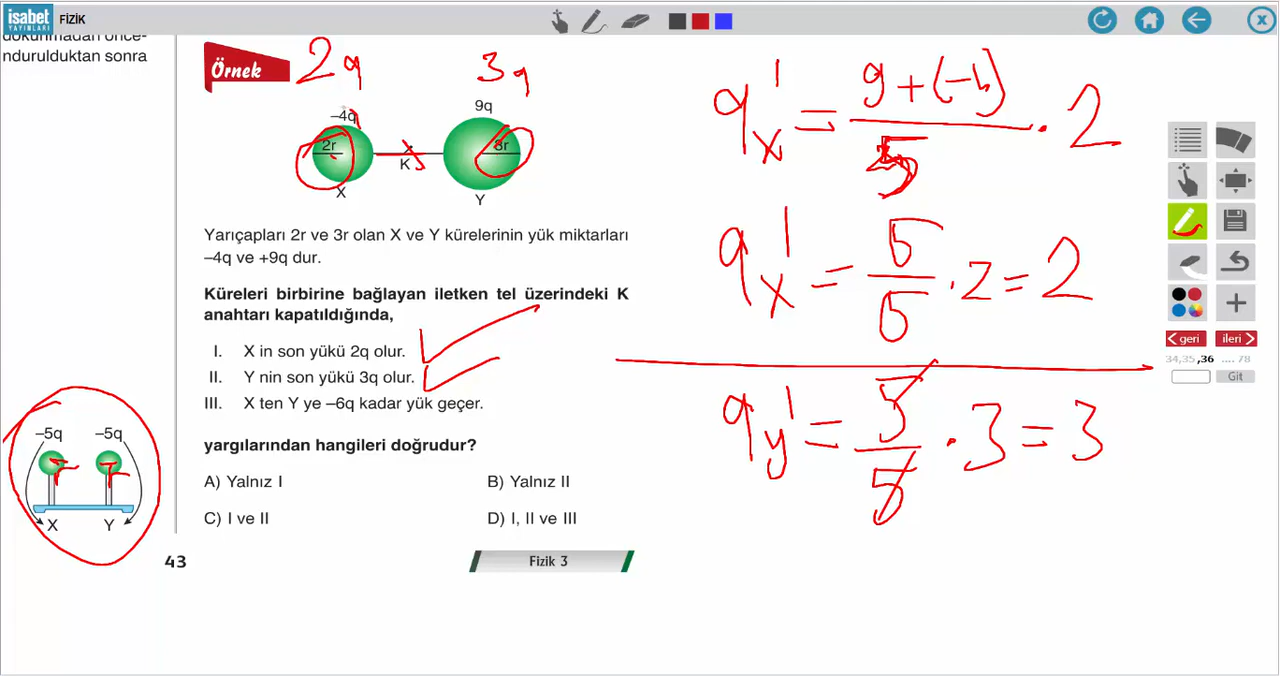 isabet
YAYINLARI
FİZİK
dokunmadan önce-
ndurulduktan sonra
Örnek
2q
3q
–4q
9q
2r
3r
K
X
Y
Yarıçapları 2r ve 3r olan X ve Y kürelerinin yük miktarları
–4q ve +9q dur.
Küreleri birbirine bağlayan iletken tel üzerindeki K
anahtarı kapatıldığında,
I. X in son yükü 2q olur.
II. Y nin son yükü 3q olur.
III. X ten Y ye –6q kadar yük geçer.
yargılarından hangileri doğrudur?
A) Yalnız I
B) Yalnız II
C) I ve II
D) I, II ve III
–5q
–5q
X
Y
43
Fizik 3
q'x = 9 + (-4) / 5 · 2
q'x = 5/5 · 2 = 2
q'y = 5/5 · 3 = 3
geri
ileri
34,35,36 .... 78
Git